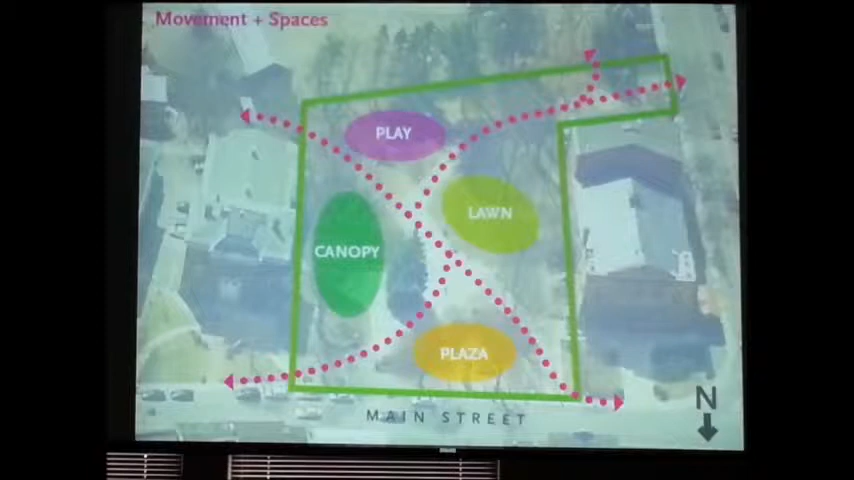 Movement + Spaces
PLAY
LAWN
CANOPY
PLAZA
MAIN STREET
N